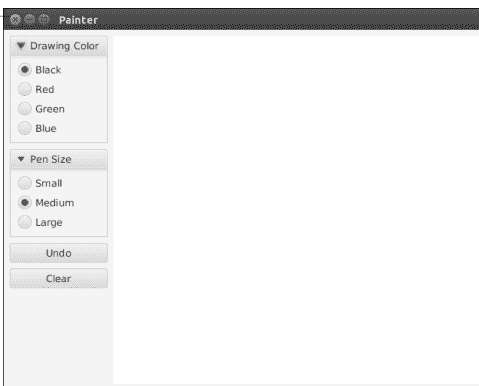 Painter
Drawing Color
Black
Red
Green
Blue
Pen Size
Small
Medium
Large
Undo
Clear